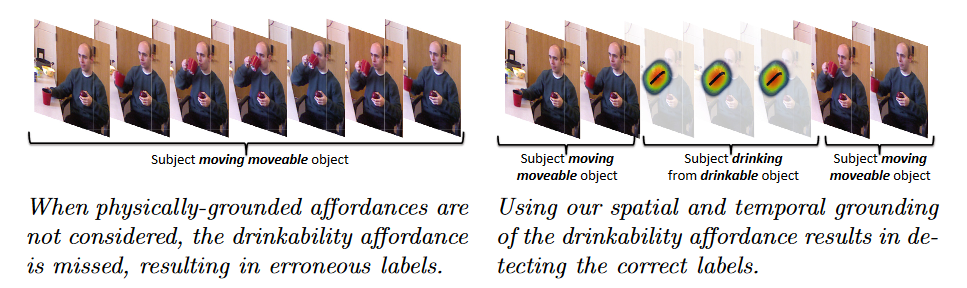 Subject moving moveable object
When physically-grounded affordances are
not considered, the drinkability affordance
is missed, resulting in erroneous labels.
Subject moving
moveable object
Subject drinking
from drinkable object
Subject moving
moveable object
Using our spatial and temporal grounding
of the drinkability affordance results in de-
tecting the correct labels.